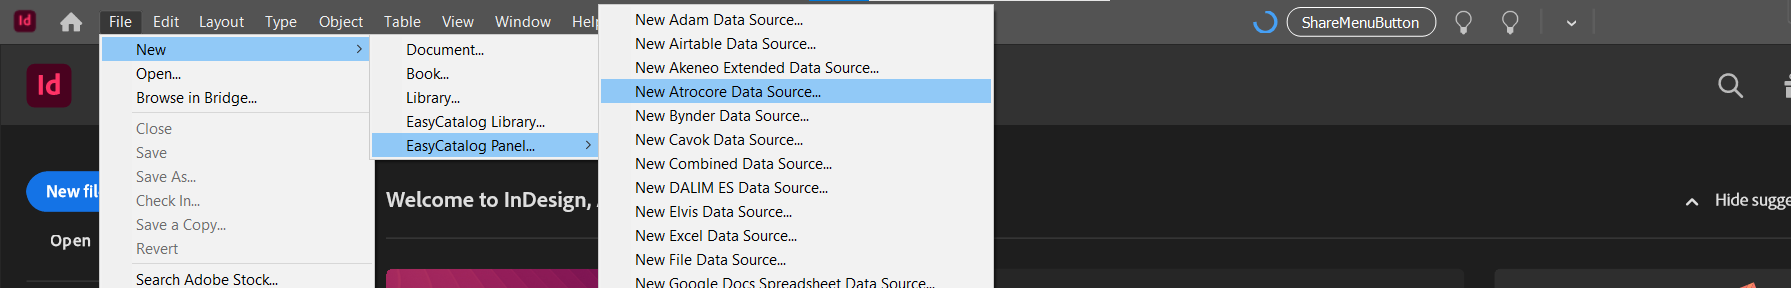 Id File Edit Layout Type Object Table View Window Help ShareMenuButton
New
Open...
Browse in Bridge...
Close
Save
Save As...
Check In...
Save a Copy...
Revert
Search Adobe Stock...
Document...
Book...
Library...
EasyCatalog Library...
EasyCatalog Panel...
New Adam Data Source...
New Airtable Data Source...
New Akeneo Extended Data Source...
New Atrocore Data Source...
New Bynder Data Source...
New Cavok Data Source...
New Combined Data Source...
New DALIM ES Data Source...
New Elvis Data Source...
New Excel Data Source...
New File Data Source...
New Google Docs Spreadsheet Data Source...
Id
New fil
Open
Welcome to InDesign,
Hide sugge